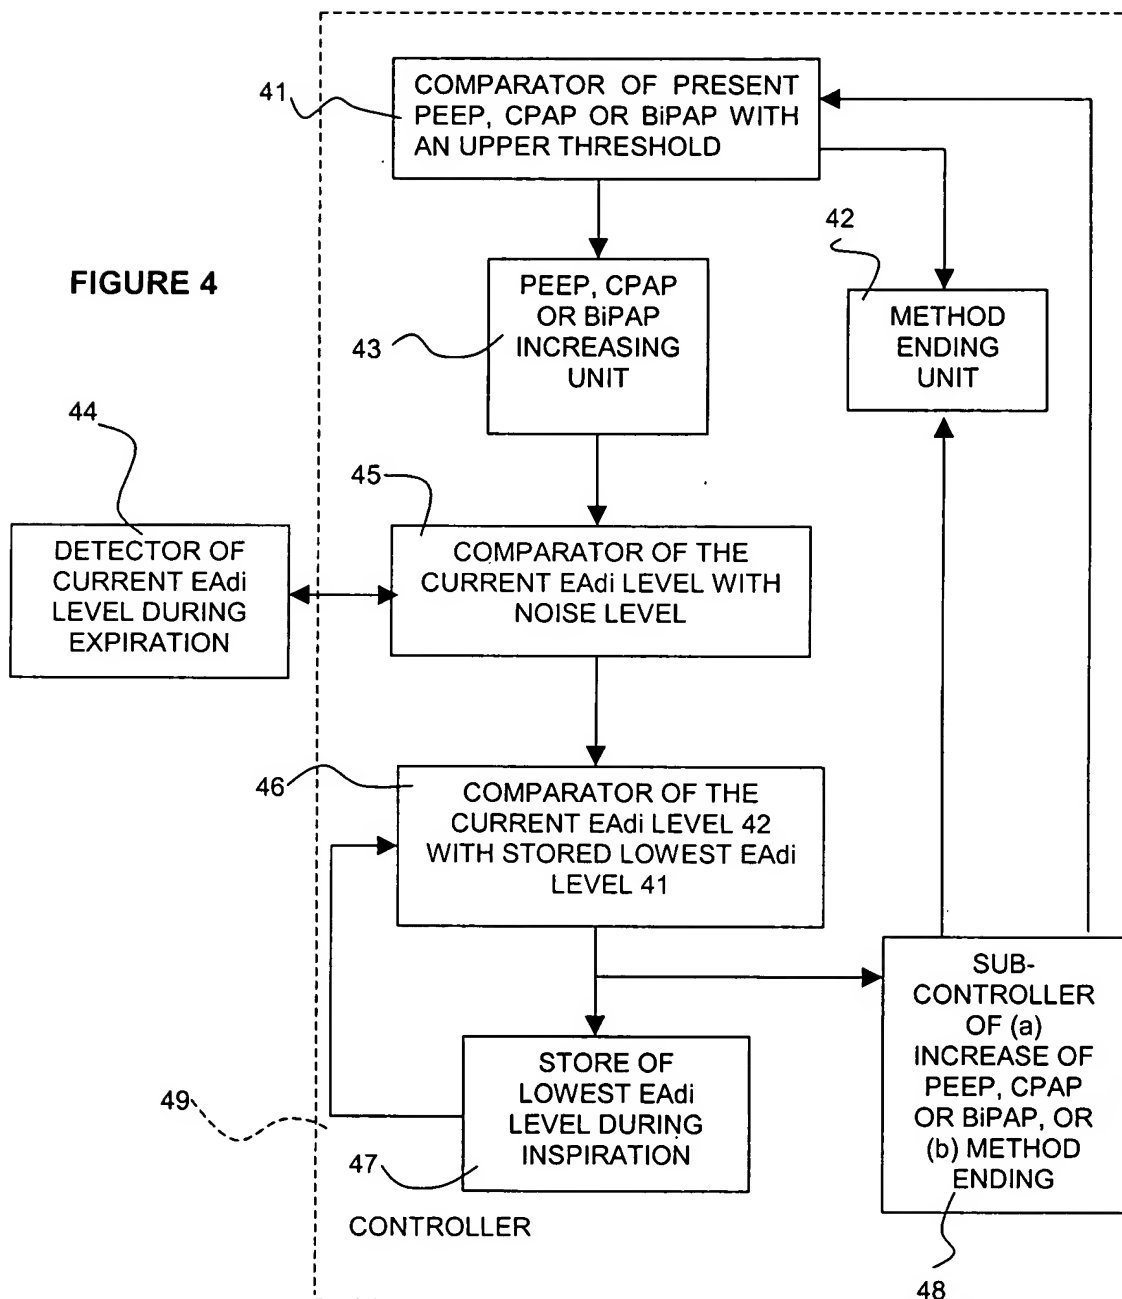 41
COMPARATOR OF PRESENT
PEEP, CPAP OR BiPAP WITH
AN UPPER THRESHOLD
42
FIGURE 4
PEEP, CPAP
OR BiPAP
INCREASING
UNIT
43
METHOD
ENDING
UNIT
44
45
DETECTOR OF
CURRENT EAdi
LEVEL DURING
EXPIRATION
COMPARATOR OF THE
CURRENT EAdi LEVEL WITH
NOISE LEVEL
46
COMPARATOR OF THE
CURRENT EAdi LEVEL 42
WITH STORED LOWEST EAdi
LEVEL 41
SUB-
CONTROLLER
OF (a)
INCREASE OF
PEEP, CPAP
OR BiPAP, OR
(b) METHOD
ENDING
STORE OF
LOWEST EAdi
LEVEL DURING
INSPIRATION
49
47
CONTROLLER
48